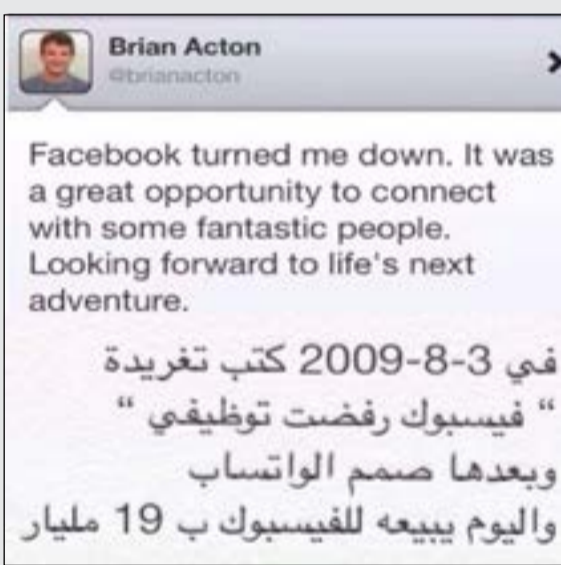 Brian Acton
@brianacton
Facebook turned me down. It was
a great opportunity to connect
with some fantastic people.
Looking forward to life's next
adventure.
في 3-8-2009 كتب تغريدة
“ فيسبوك رفضت توظيفي “
وبعدها صمم الواتساب
واليوم يبيعه للفيسبوك ب 19 مليار